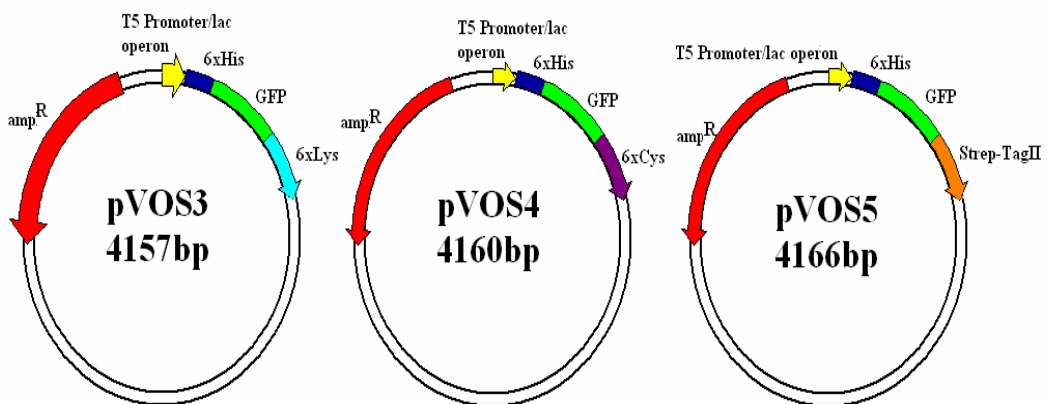 T5 Promoter/lac
operon
6xHis
GFP
amp.R
6xLys
pVOS3
4157bp
T5 Promoter/lac
operon
6xHis
GFP
amp.R
6xCys
pVOS4
4160bp
T5 Promoter/lac operon
6xHis
GFP
ampR
Strep-TagII
pVOS5
4166bp